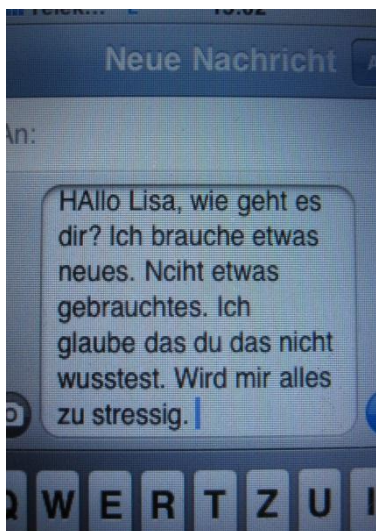 Neue Nachricht
An:
HAllo Lisa, wie geht es
dir? Ich brauche etwas
neues. Nciht etwas
gebrauchtes. Ich
glaube das du das nicht
wusstest. Wird mir alles
zu stressig.
W E R T Z U I